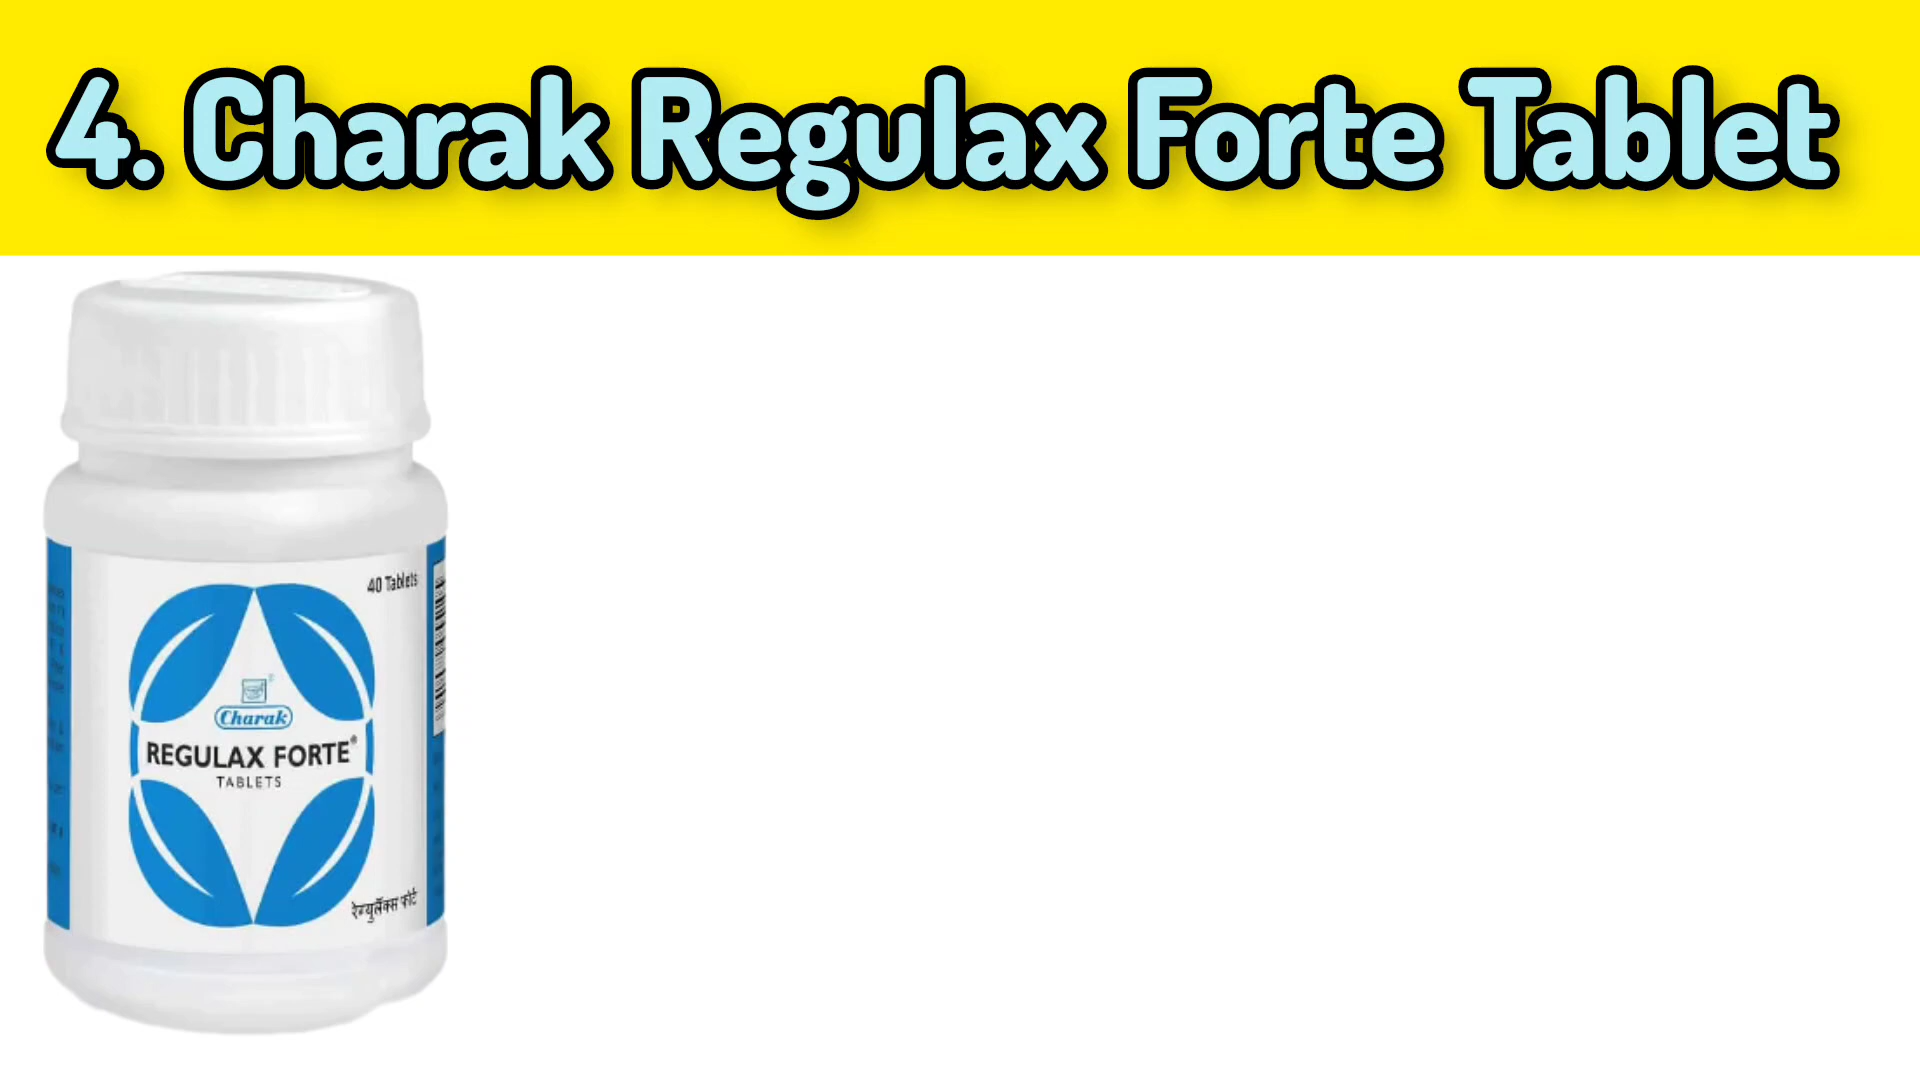 4. Charak Regulax Forte Tablet
40 Tablets
Charak
REGULAX FORTE®
TABLETS
रेग्युलॅक्स फोर्ट